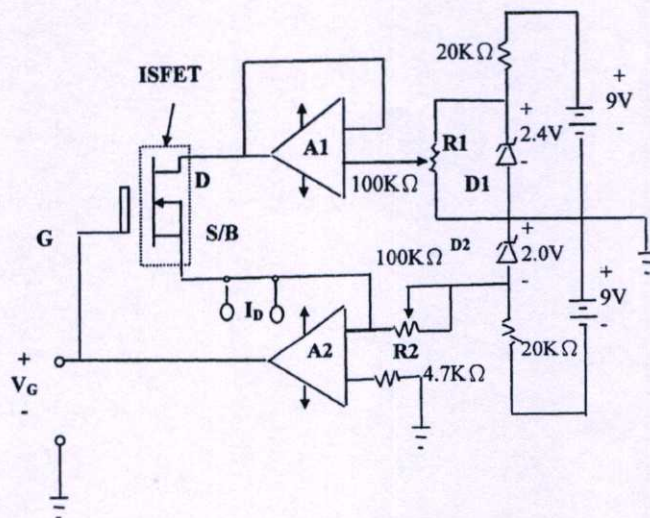 20KΩ
ISFET
+
9V
-
+
A1
R1
2.4V
-
D
100KΩ
D1
S/B
G
+
100KΩ
D2
2.0V
-
+
9V
-
I_D
A2
R2
20KΩ
+
V_G
4.7KΩ
-